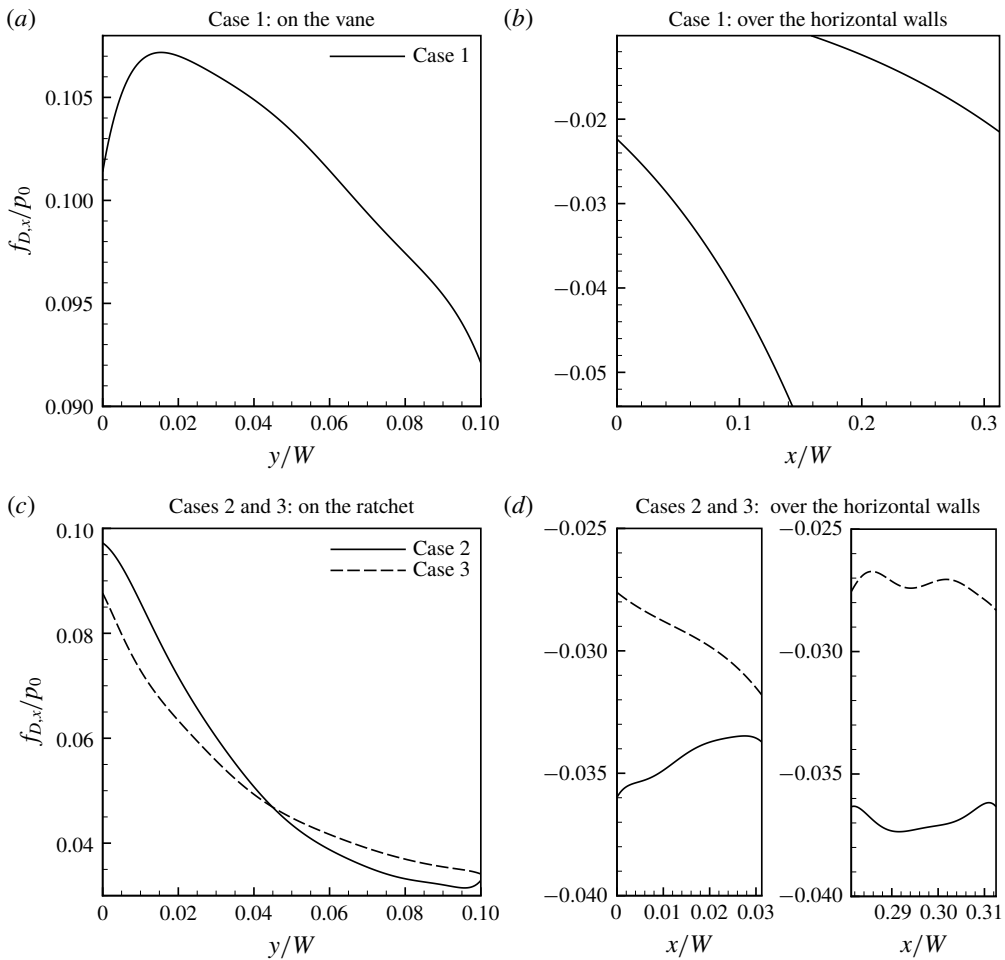 (a) Case 1: on the vane
Case 1
0.105
0.100
0.095
0.090
f_{D,x}/p_0
0 0.02 0.04 0.06 0.08 0.10
y/W
(b) Case 1: over the horizontal walls
−0.02
−0.03
−0.04
−0.05
0 0.1 0.2 0.3
x/W
(c) Cases 2 and 3: on the ratchet
Case 2
Case 3
0.10
0.08
0.06
0.04
f_{D,x}/p_0
0 0.02 0.04 0.06 0.08 0.10
y/W
(d) Cases 2 and 3: over the horizontal walls
−0.025
−0.030
−0.035
−0.040
0 0.01 0.02 0.03
x/W
−0.025
−0.030
−0.035
−0.040
0.29 0.30 0.31
x/W